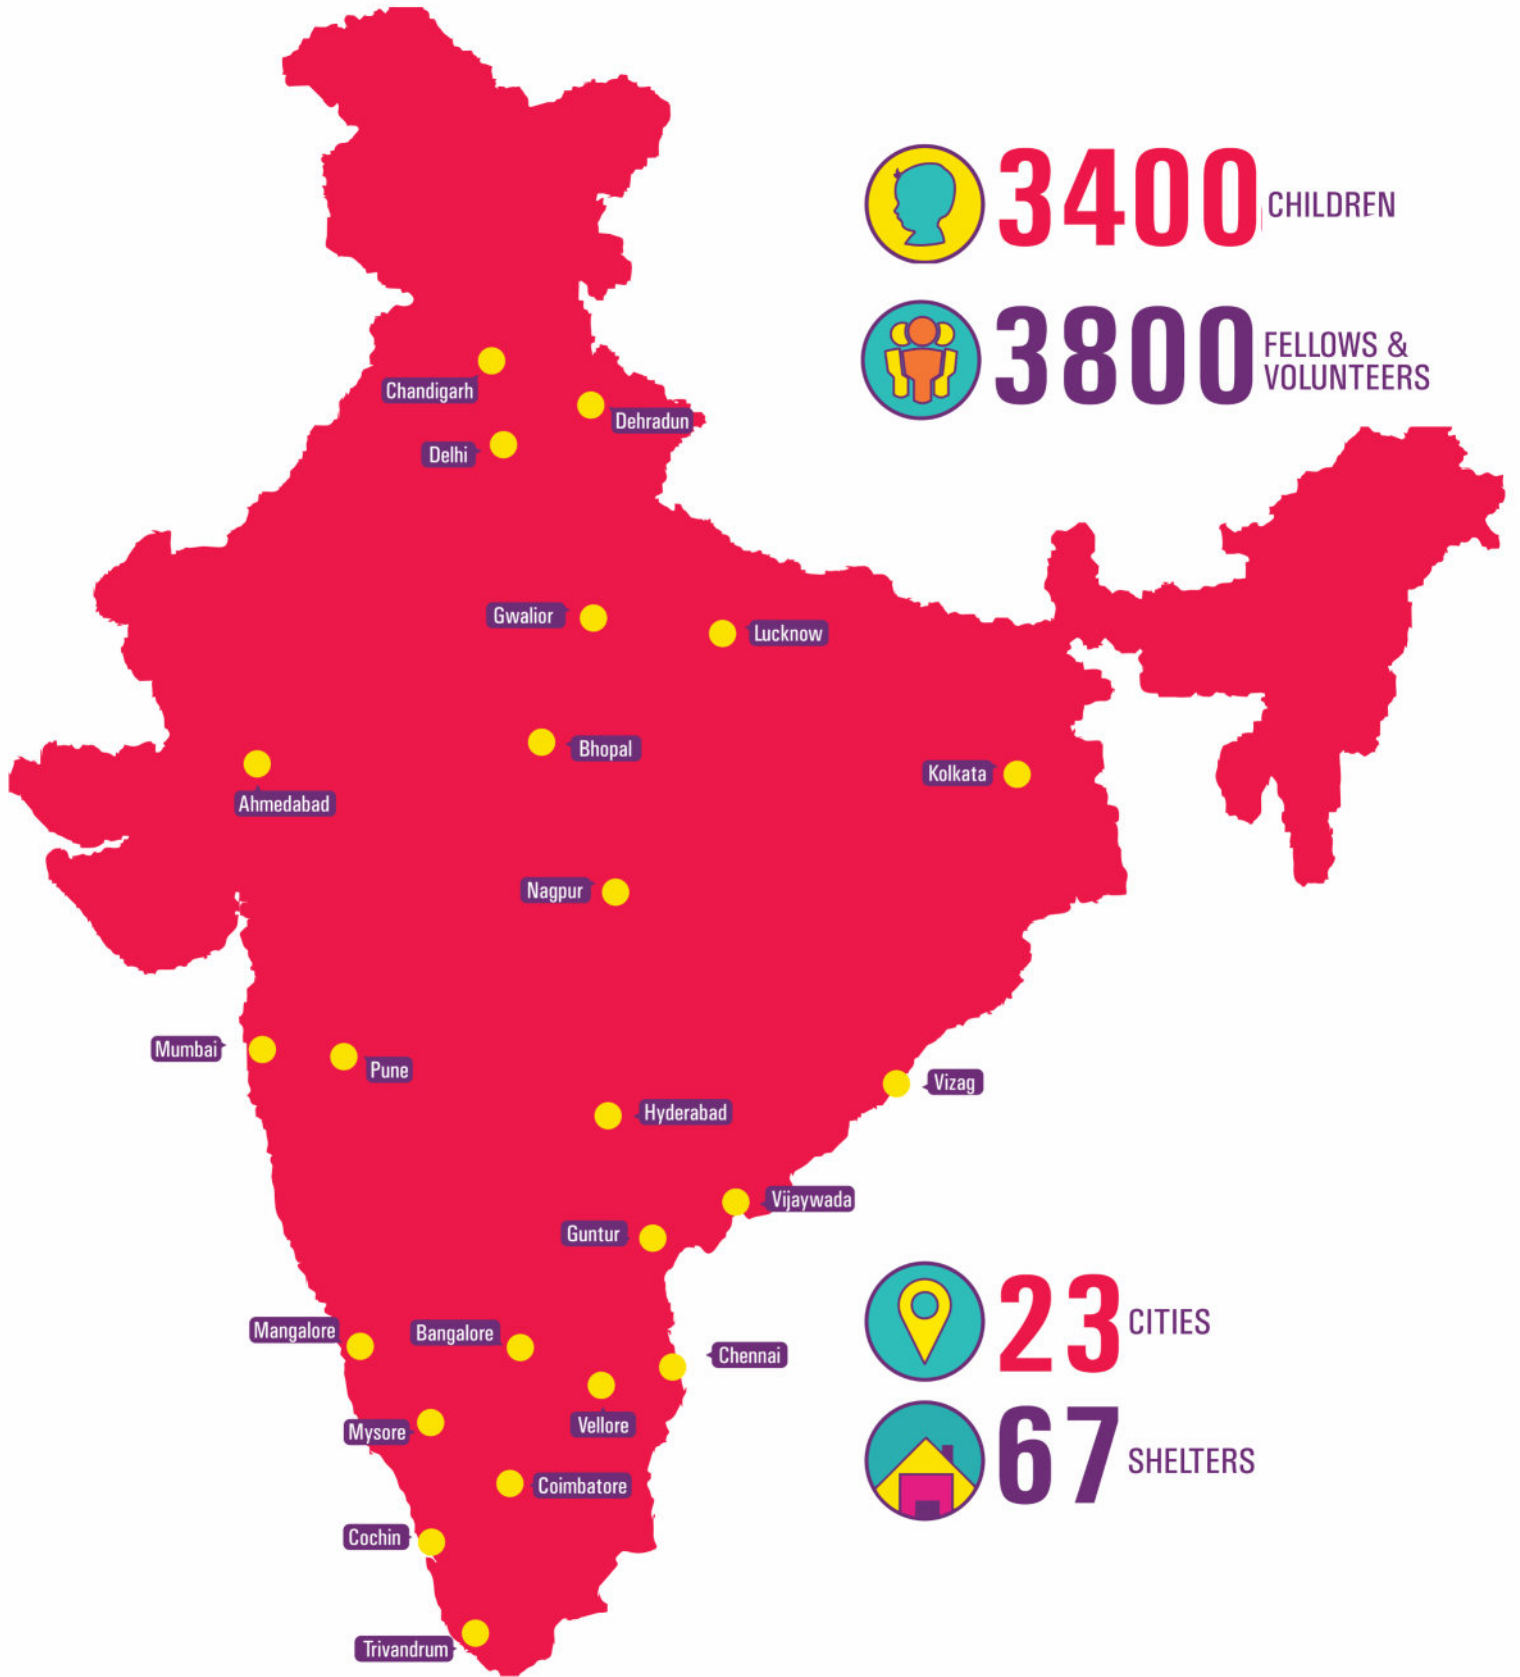 3400 CHILDREN
3800 FELLOWS &
VOLUNTEERS
Chandigarh
Dehradun
Delhi
Gwalior
Lucknow
Bhopal
Kolkata
Ahmedabad
Nagpur
Mumbai
Pune
Vizag
Hyderabad
Vijaywada
Guntur
Mangalore
Bangalore
Chennai
Vellore
Mysore
Coimbatore
Cochin
Trivandrum
23 CITIES
67 SHELTERS